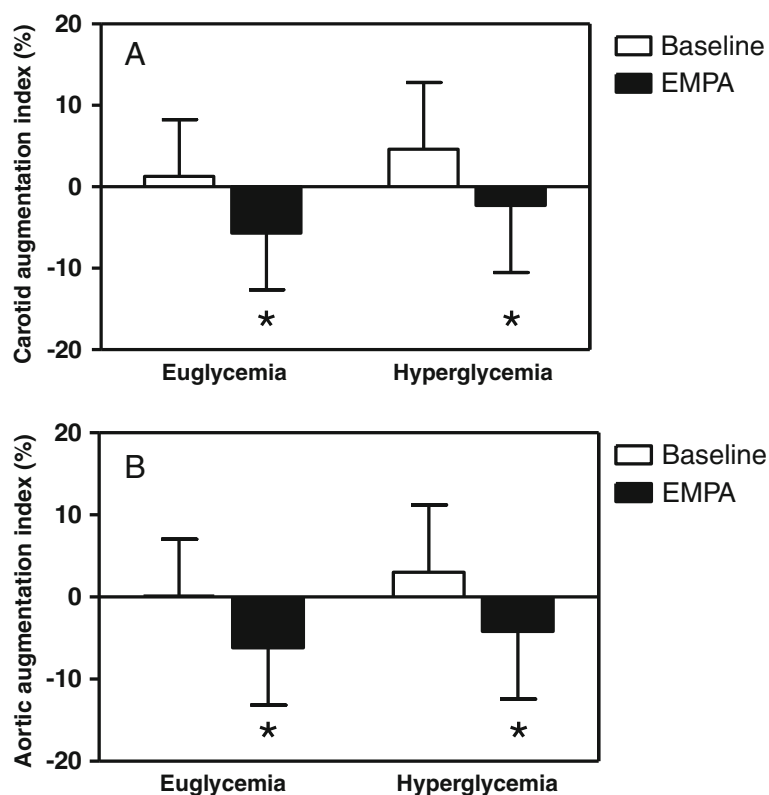 A
Carotid augmentation index (%)
20
10
0
-10
-20
Baseline
EMPA
*
*
Euglycemia
Hyperglycemia
B
Aortic augmentation index (%)
20
10
0
-10
-20
Baseline
EMPA
*
*
Euglycemia
Hyperglycemia